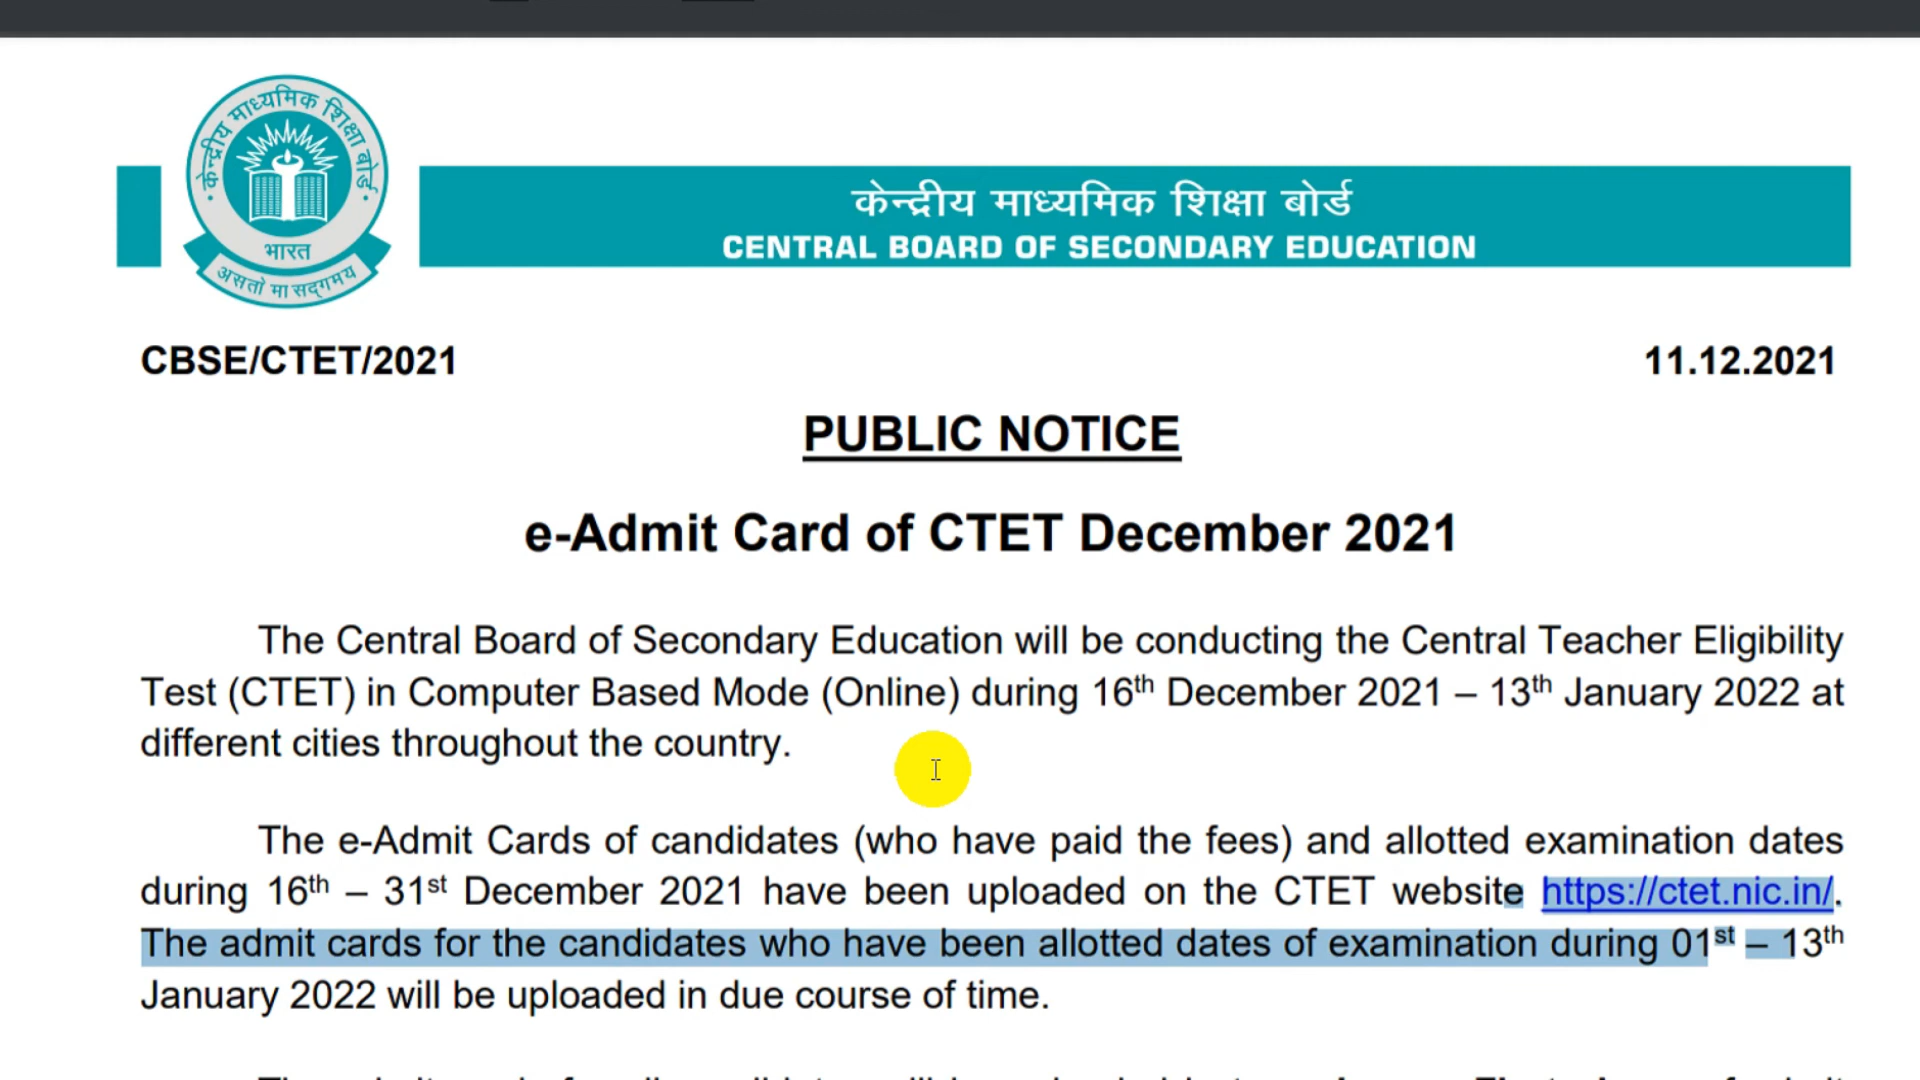 केन्द्रीय माध्यमिक शिक्षा बोर्ड
भारत
असतो मा सद्गमय
केन्द्रीय माध्यमिक शिक्षा बोर्ड
CENTRAL BOARD OF SECONDARY EDUCATION
CBSE/CTET/2021 11.12.2021
PUBLIC NOTICE
e-Admit Card of CTET December 2021
The Central Board of Secondary Education will be conducting the Central Teacher Eligibility
Test (CTET) in Computer Based Mode (Online) during 16th December 2021 – 13th January 2022 at
different cities throughout the country.
The e-Admit Cards of candidates (who have paid the fees) and allotted examination dates
during 16th – 31st December 2021 have been uploaded on the CTET website https://ctet.nic.in/.
The admit cards for the candidates who have been allotted dates of examination during 01st – 13th
January 2022 will be uploaded in due course of time.